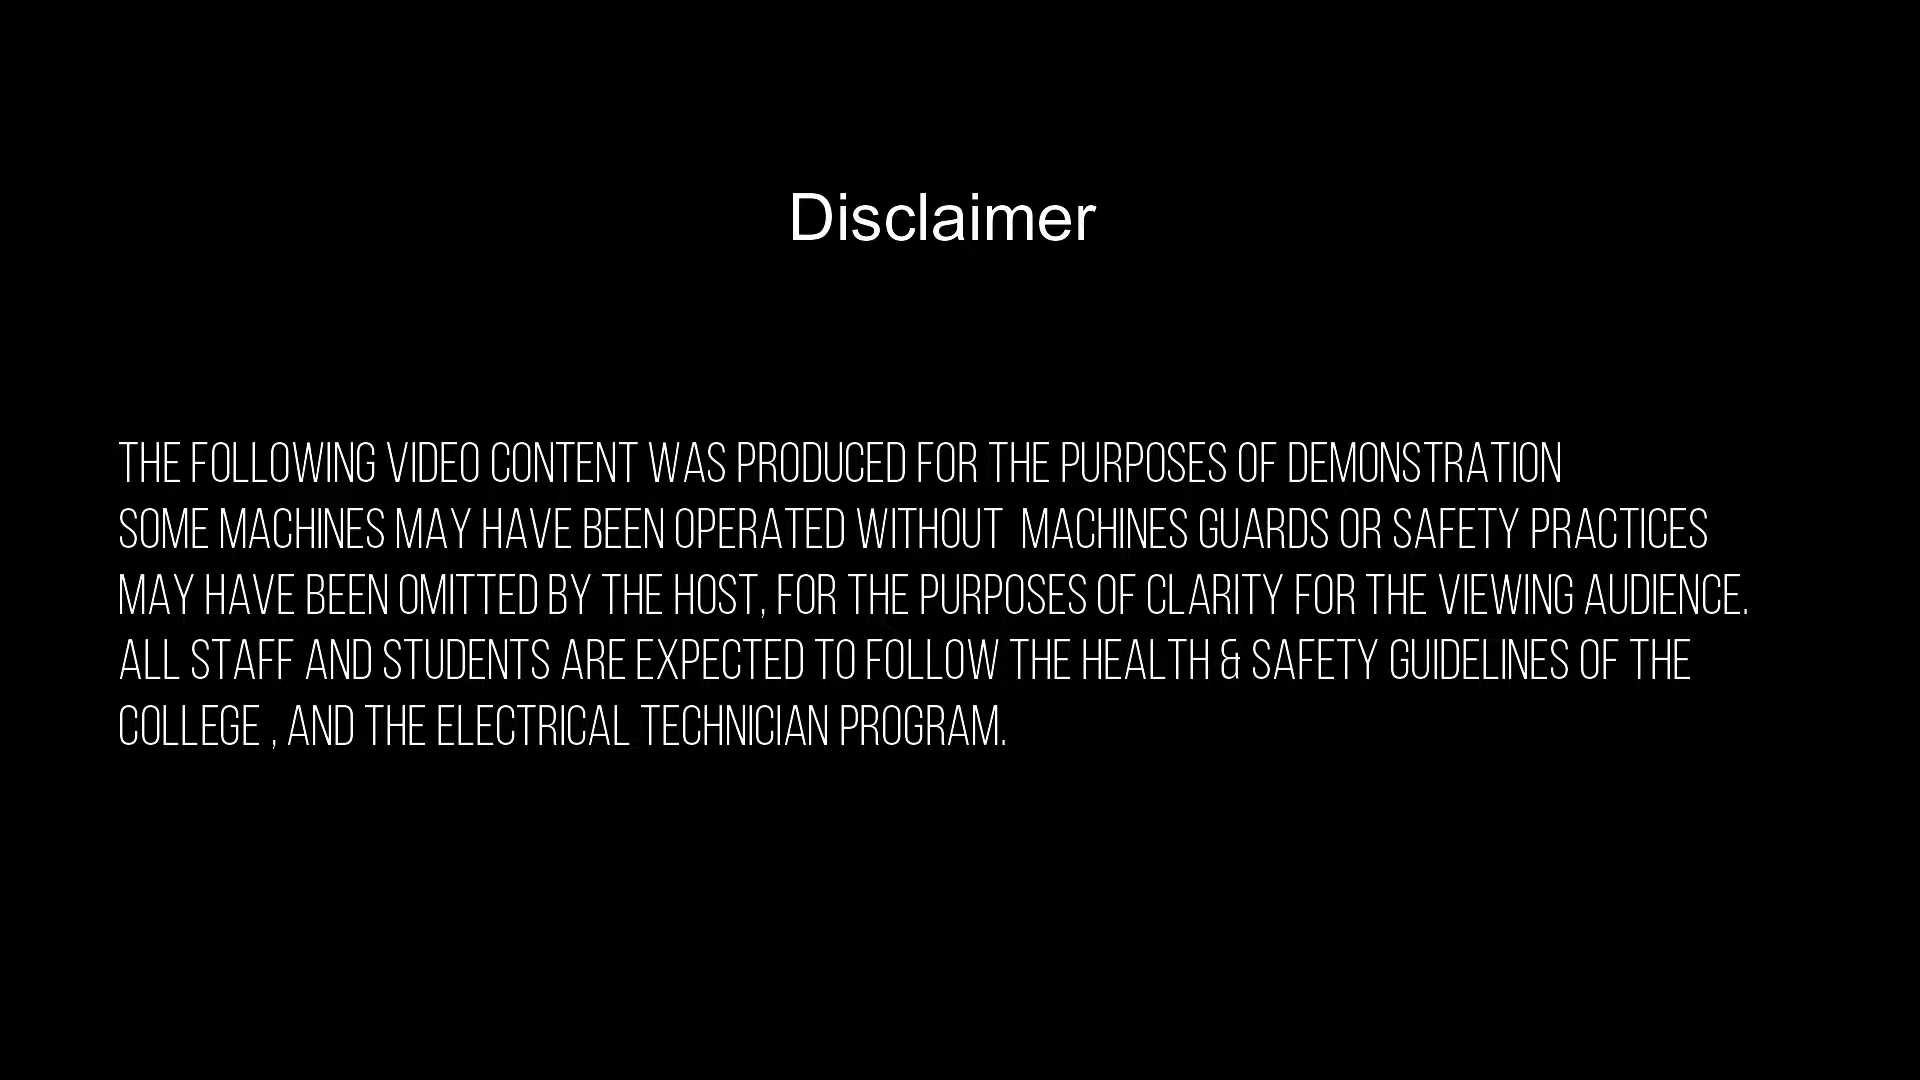 Disclaimer
THE FOLLOWING VIDEO CONTENT WAS PRODUCED FOR THE PURPOSES OF DEMONSTRATION
SOME MACHINES MAY HAVE BEEN OPERATED WITHOUT  MACHINES GUARDS OR SAFETY PRACTICES
MAY HAVE BEEN OMITTED BY THE HOST, FOR THE PURPOSES OF CLARITY FOR THE VIEWING AUDIENCE.
ALL STAFF AND STUDENTS ARE EXPECTED TO FOLLOW THE HEALTH & SAFETY GUIDELINES OF THE
COLLEGE , AND THE ELECTRICAL TECHNICIAN PROGRAM.